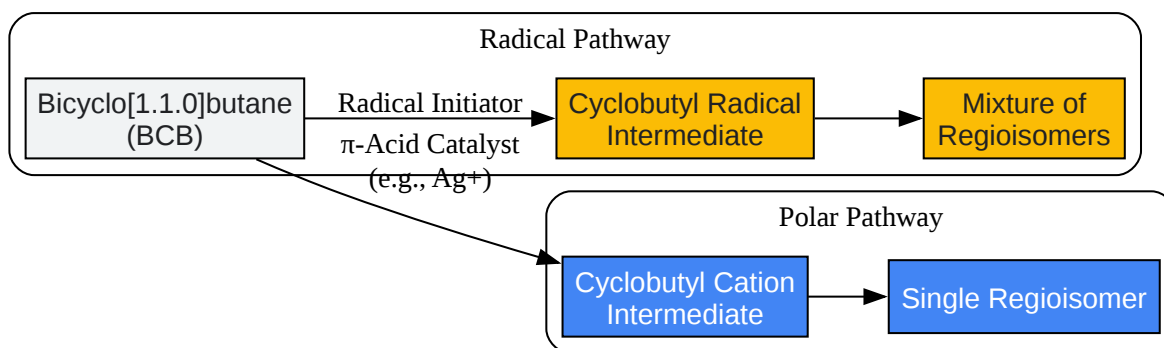 Radical Pathway
Bicyclo[1.1.0]butane
(BCB)
Radical Initiator
π-Acid Catalyst
(e.g., Ag+)
Cyclobutyl Radical
Intermediate
Mixture of
Regioisomers
Polar Pathway
Cyclobutyl Cation
Intermediate
Single Regioisomer